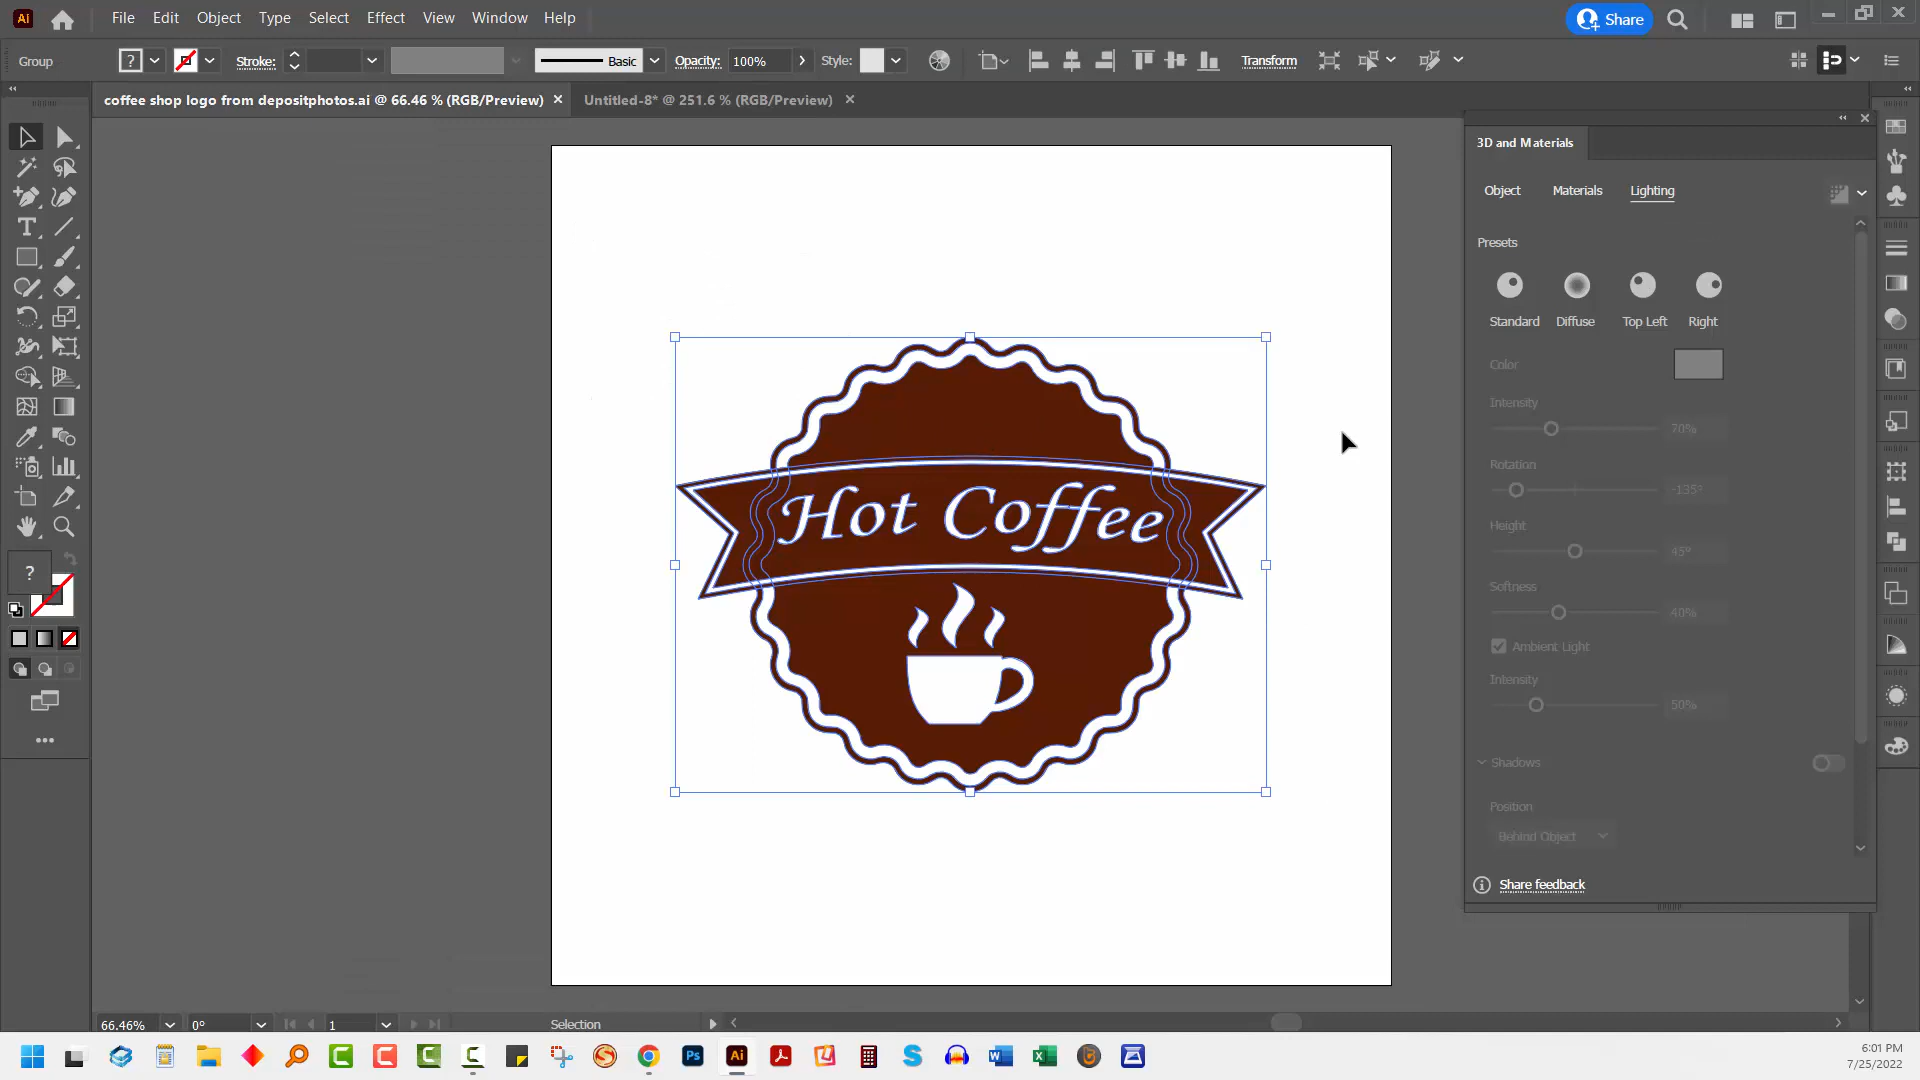 Ai File Edit Object Type Select Effect View Window Help Share
Group ? Stroke: Basic Opacity: 100% Style: Transform
coffee shop logo from depositphotos.ai @ 66.46 % (RGB/Preview) × Untitled-8* @ 251.6 % (RGB/Preview) ×
3D and Materials
Object Materials Lighting
Presets
Standard Diffuse Top Left Right
Color
Intensity
70%
Rotation
-135°
Height
45°
Softness
40%
Ambient Light
Intensity
50%
Shadows
Position
Behind Object
Share feedback
Hot Coffee
?
66.46% 0° 1 Selection
Ps Ai
6:01 PM
7/25/2022